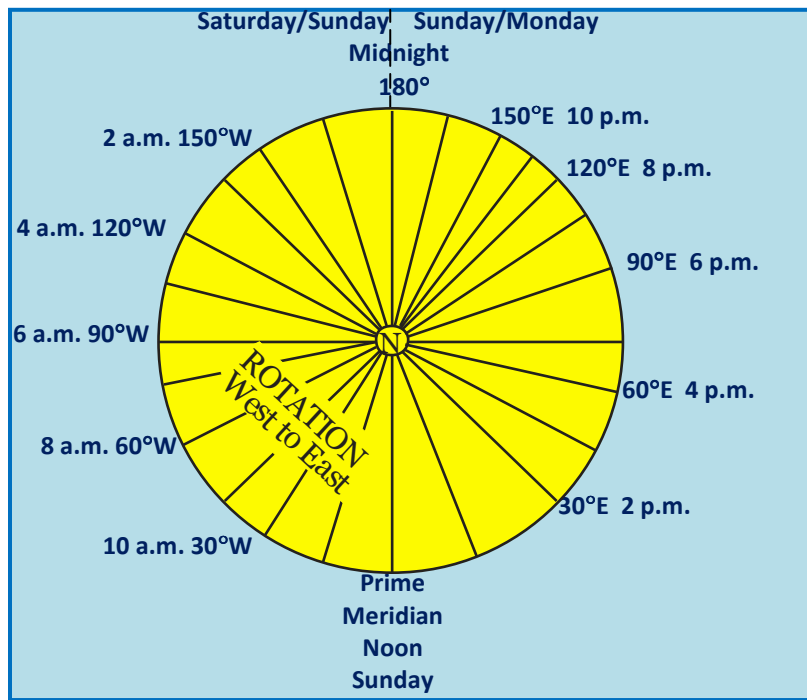 Saturday/Sunday Sunday/Monday
Midnight
180°
150°E 10 p.m.
2 a.m. 150°W
120°E 8 p.m.
4 a.m. 120°W
90°E 6 p.m.
6 a.m. 90°W
N
ROTATION
West to East
60°E 4 p.m.
8 a.m. 60°W
30°E 2 p.m.
10 a.m. 30°W
Prime
Meridian
Noon
Sunday